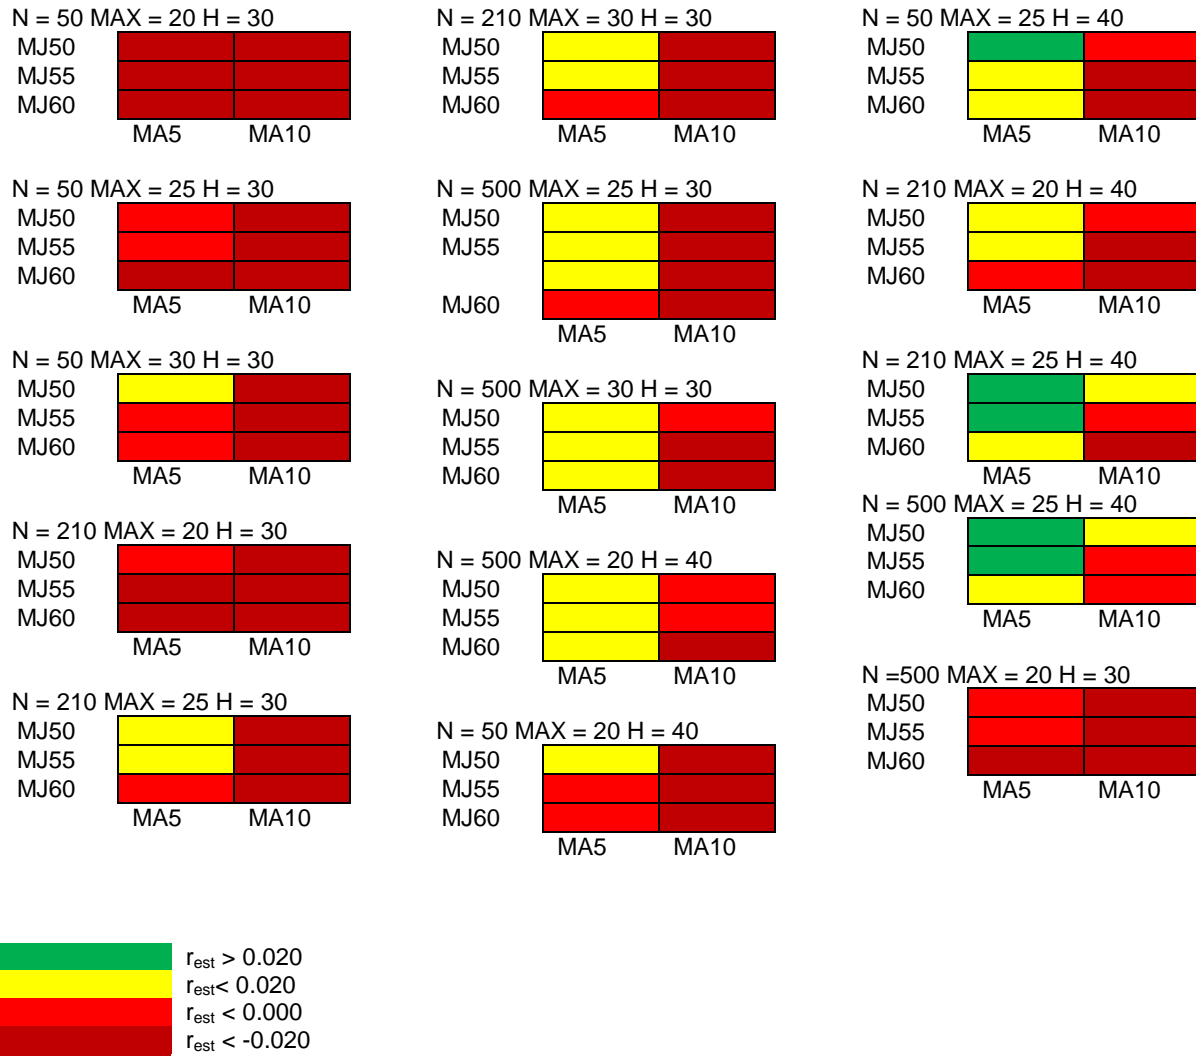 N = 50 MAX = 20 H = 30
MJ50
MJ55
MJ60
MA5 MA10
N = 50 MAX = 25 H = 30
MJ50
MJ55
MJ60
MA5 MA10
N = 50 MAX = 30 H = 30
MJ50
MJ55
MJ60
MA5 MA10
N = 210 MAX = 20 H = 30
MJ50
MJ55
MJ60
MA5 MA10
N = 210 MAX = 25 H = 30
MJ50
MJ55
MJ60
MA5 MA10
N = 210 MAX = 30 H = 30
MJ50
MJ55
MJ60
MA5 MA10
N = 500 MAX = 25 H = 30
MJ50
MJ55
MJ60
MA5 MA10
N = 500 MAX = 30 H = 30
MJ50
MJ55
MJ60
MA5 MA10
N = 500 MAX = 20 H = 40
MJ50
MJ55
MJ60
MA5 MA10
N = 50 MAX = 20 H = 40
MJ50
MJ55
MJ60
MA5 MA10
N = 50 MAX = 25 H = 40
MJ50
MJ55
MJ60
MA5 MA10
N = 210 MAX = 20 H = 40
MJ50
MJ55
MJ60
MA5 MA10
N = 210 MAX = 25 H = 40
MJ50
MJ55
MJ60
MA5 MA10
N = 500 MAX = 25 H = 40
MJ50
MJ55
MJ60
MA5 MA10
N =500 MAX = 20 H = 30
MJ50
MJ55
MJ60
MA5 MA10
rest > 0.020
rest< 0.020
rest < 0.000
rest < -0.020